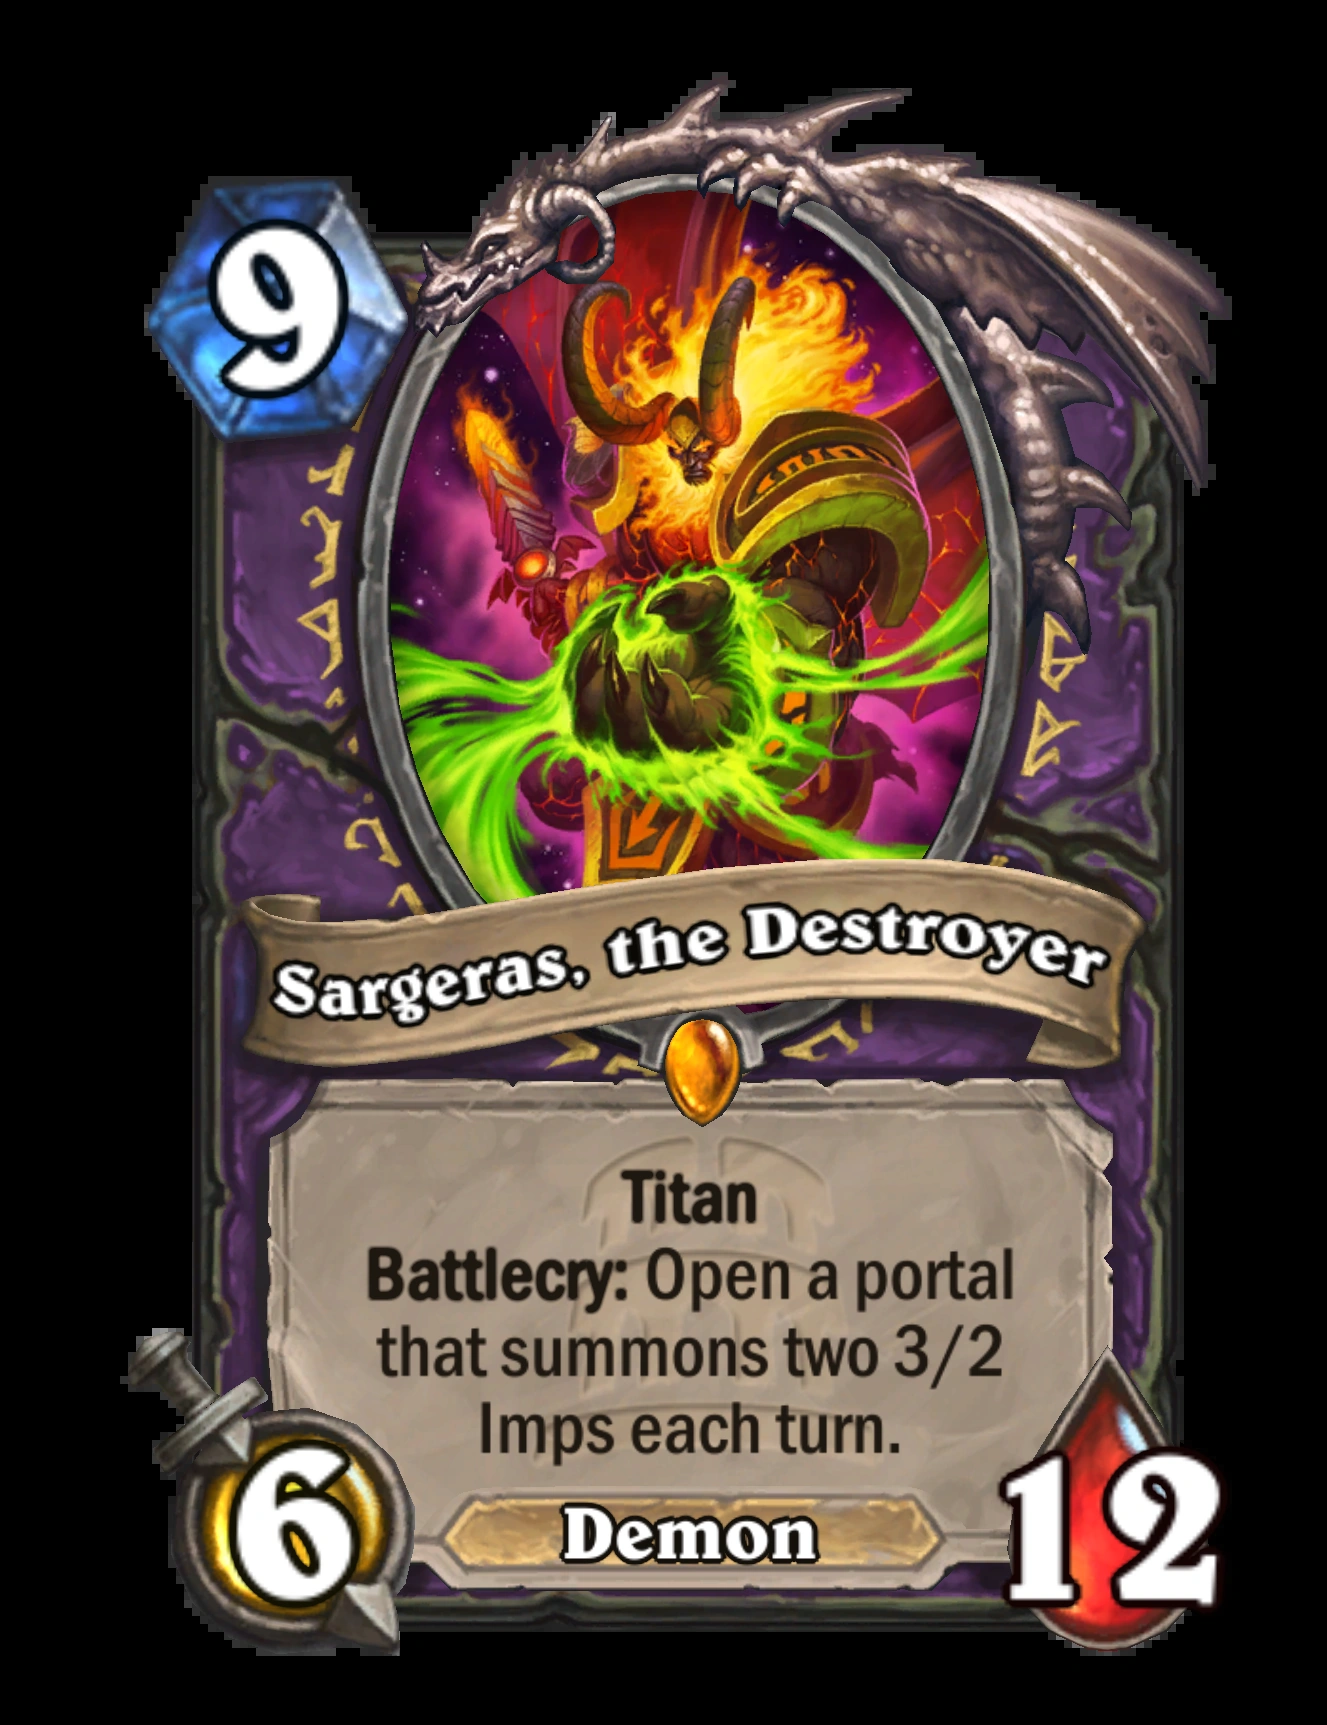 9
Sargeras, the Destroyer
Titan
Battlecry: Open a portal
that summons two 3/2
Imps each turn.
6
Demon
12